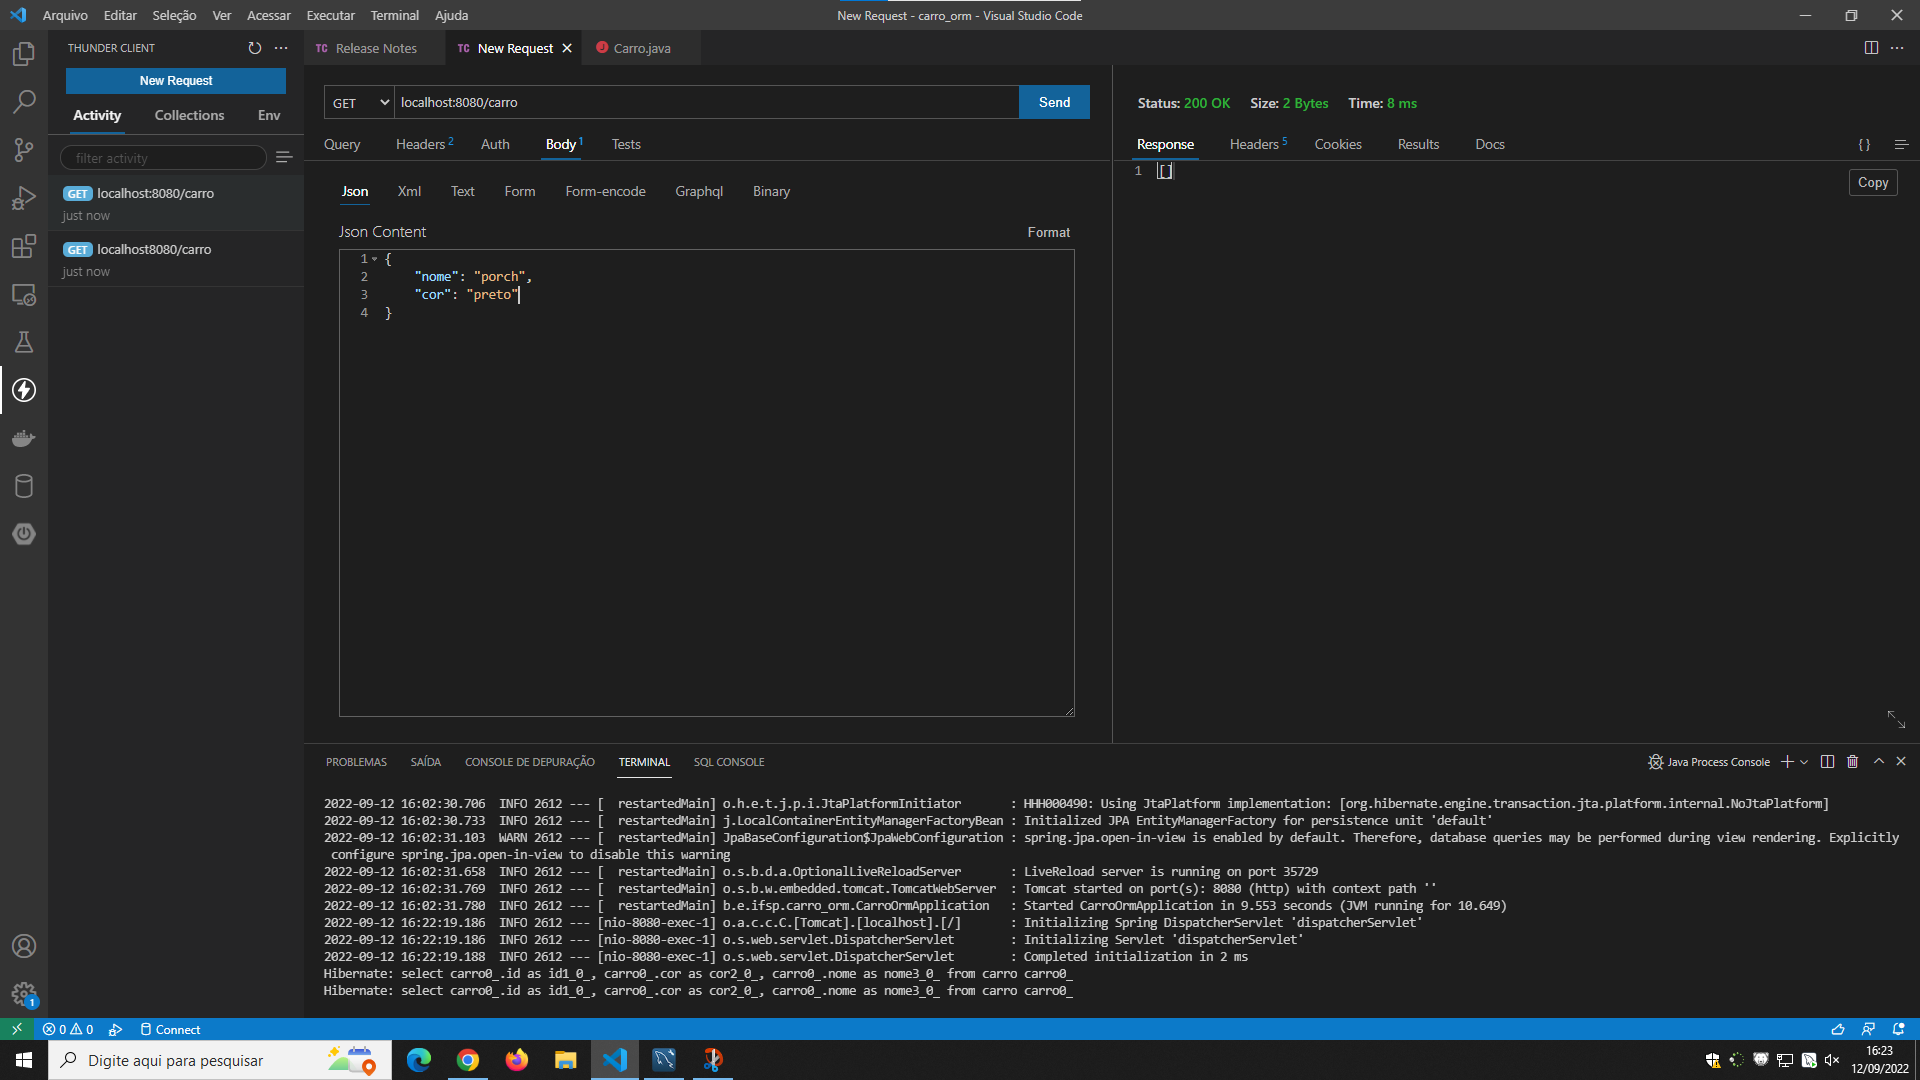 Arquivo Editar Seleção Ver Acessar Executar Terminal Ajuda
New Request - carro_orm - Visual Studio Code
THUNDER CLIENT
New Request
Activity Collections Env
filter activity
GET localhost:8080/carro
just now
GET localhost8080/carro
just now
TC Release Notes
TC New Request
J Carro.java
GET localhost:8080/carro Send
Query Headers 2 Auth Body 1 Tests
Json Xml Text Form Form-encode Graphql Binary
Json Content Format
1 {
2 "nome": "porch",
3 "cor": "preto"
4 }
Status: 200 OK Size: 2 Bytes Time: 8 ms
Response Headers 5 Cookies Results Docs { }
1 []
Copy
PROBLEMAS SAÍDA CONSOLE DE DEPURAÇÃO TERMINAL SQL CONSOLE
Java Process Console
2022-09-12 16:02:30.706 INFO 2612 --- [ restartedMain] o.h.e.t.j.p.i.JtaPlatformInitiator : HHH000490: Using JtaPlatform implementation: [org.hibernate.engine.transaction.jta.platform.internal.NoJtaPlatform]
2022-09-12 16:02:30.733 INFO 2612 --- [ restartedMain] j.LocalContainerEntityManagerFactoryBean : Initialized JPA EntityManagerFactory for persistence unit 'default'
2022-09-12 16:02:31.103 WARN 2612 --- [ restartedMain] JpaBaseConfiguration$JpaWebConfiguration : spring.jpa.open-in-view is enabled by default. Therefore, database queries may be performed during view rendering. Explicitly
configure spring.jpa.open-in-view to disable this warning
2022-09-12 16:02:31.658 INFO 2612 --- [ restartedMain] o.s.b.d.a.OptionalLiveReloadServer : LiveReload server is running on port 35729
2022-09-12 16:02:31.769 INFO 2612 --- [ restartedMain] o.s.b.w.embedded.tomcat.TomcatWebServer : Tomcat started on port(s): 8080 (http) with context path ''
2022-09-12 16:02:31.780 INFO 2612 --- [ restartedMain] b.e.ifsp.carro_orm.CarroOrmApplication : Started CarroOrmApplication in 9.553 seconds (JVM running for 10.649)
2022-09-12 16:22:19.186 INFO 2612 --- [nio-8080-exec-1] o.a.c.c.C.[Tomcat].[localhost].[/] : Initializing Spring DispatcherServlet 'dispatcherServlet'
2022-09-12 16:22:19.186 INFO 2612 --- [nio-8080-exec-1] o.s.web.servlet.DispatcherServlet : Initializing Servlet 'dispatcherServlet'
2022-09-12 16:22:19.188 INFO 2612 --- [nio-8080-exec-1] o.s.web.servlet.DispatcherServlet : Completed initialization in 2 ms
Hibernate: select carro0_.id as id1_0_, carro0_.cor as cor2_0_, carro0_.nome as nome3_0_ from carro carro0_
Hibernate: select carro0_.id as id1_0_, carro0_.cor as cor2_0_, carro0_.nome as nome3_0_ from carro carro0_
1
0 0 Connect
Digite aqui para pesquisar
16:23
12/09/2022